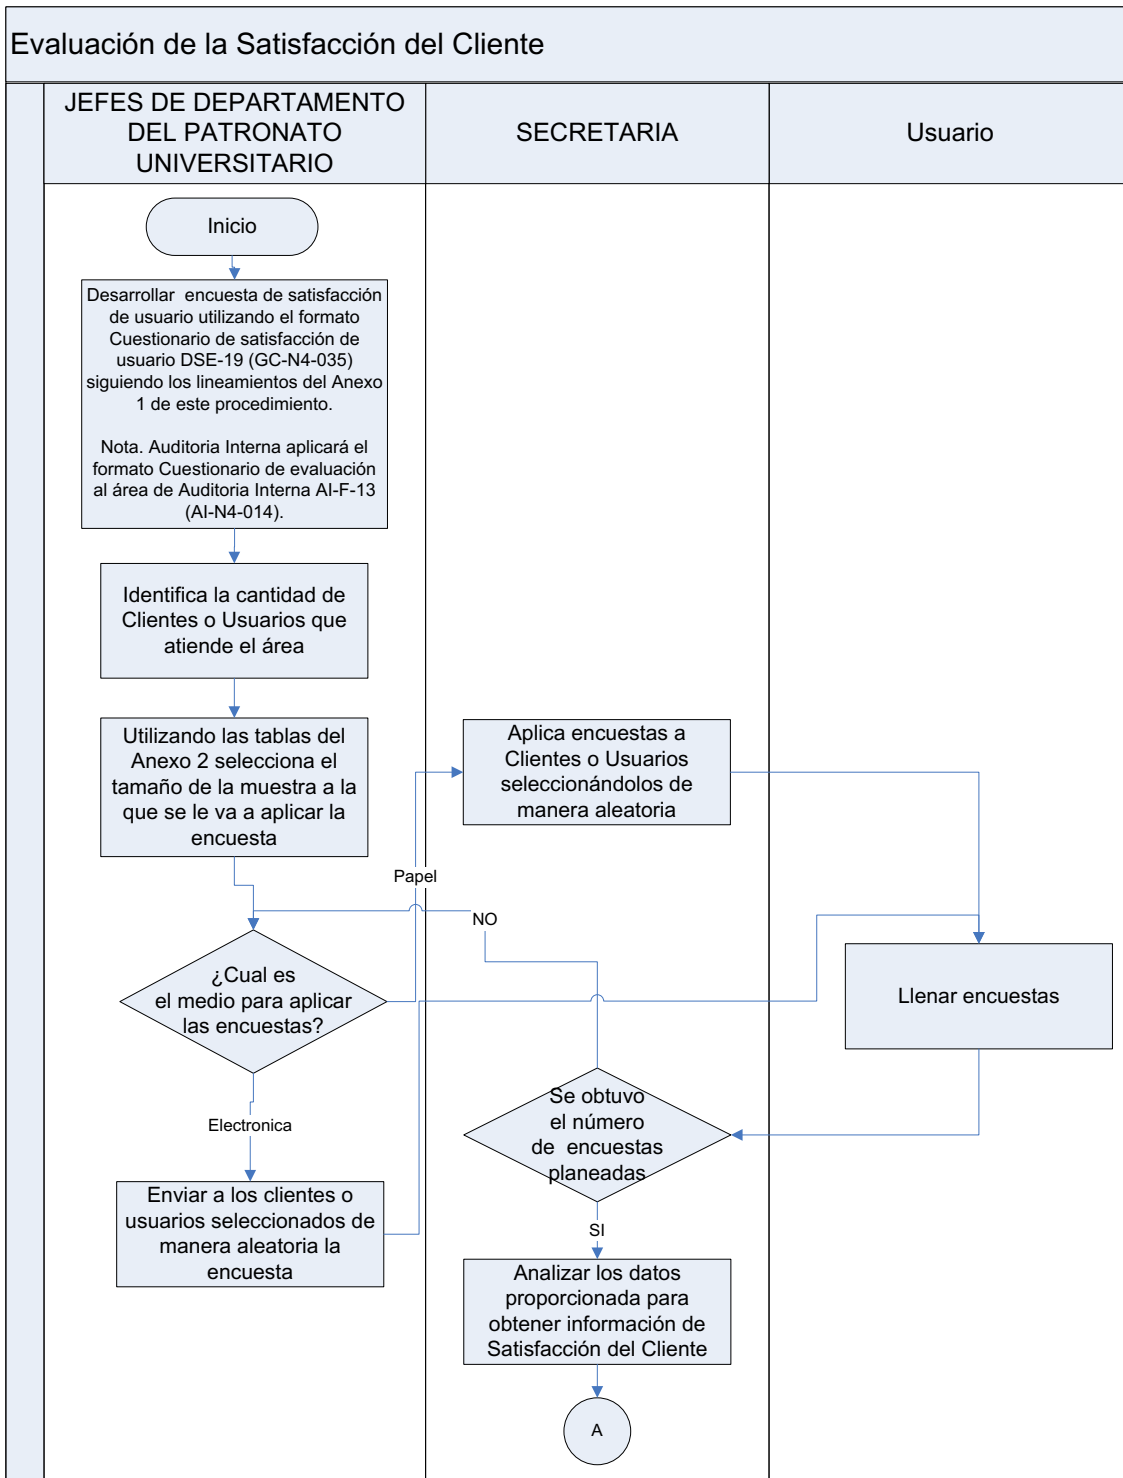 Evaluación de la Satisfacción del Cliente
JEFES DE DEPARTAMENTO
DEL PATRONATO
UNIVERSITARIO
SECRETARIA
Usuario
Inicio
Desarrollar encuesta de satisfacción
de usuario utilizando el formato
Cuestionario de satisfacción de
usuario DSE-19 (GC-N4-035)
siguiendo los lineamientos del Anexo
1 de este procedimiento.
Nota. Auditoria Interna aplicará el
formato Cuestionario de evaluación
al área de Auditoria Interna AI-F-13
(AI-N4-014).
Identifica la cantidad de
Clientes o Usuarios que
atiende el área
Utilizando las tablas del
Anexo 2 selecciona el
tamaño de la muestra a la
que se le va a aplicar la
encuesta
Aplica encuestas a
Clientes o Usuarios
seleccionándolos de
manera aleatoria
Papel
NO
¿Cual es
el medio para aplicar
las encuestas?
Llenar encuestas
Electronica
Se obtuvo
el número
de encuestas
planeadas
Enviar a los clientes o
usuarios seleccionados de
manera aleatoria la
encuesta
SI
Analizar los datos
proporcionada para
obtener información de
Satisfacción del Cliente
A